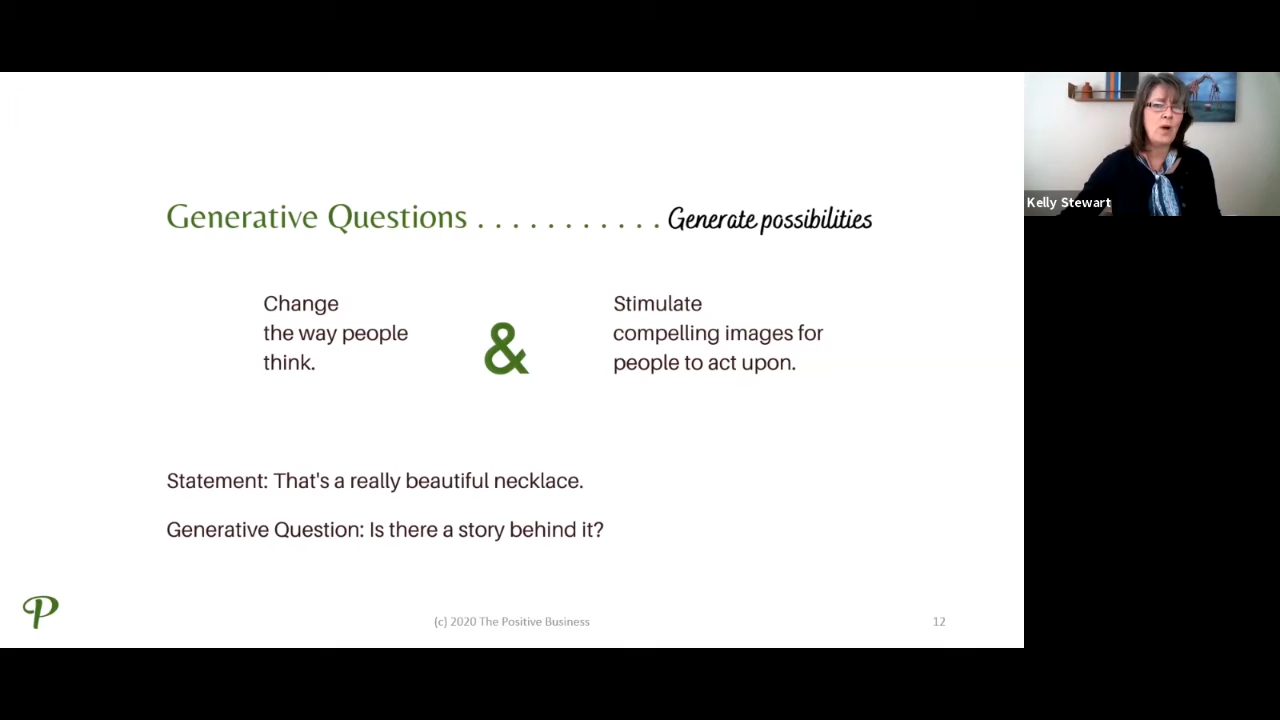 Generative Questions . . . . . . . . . . . Generate possibilities
Change
the way people
think.
&
Stimulate
compelling images for
people to act upon.
Statement: That's a really beautiful necklace.
Generative Question: Is there a story behind it?
P
(c) 2020 The Positive Business
12
Kelly Stewart